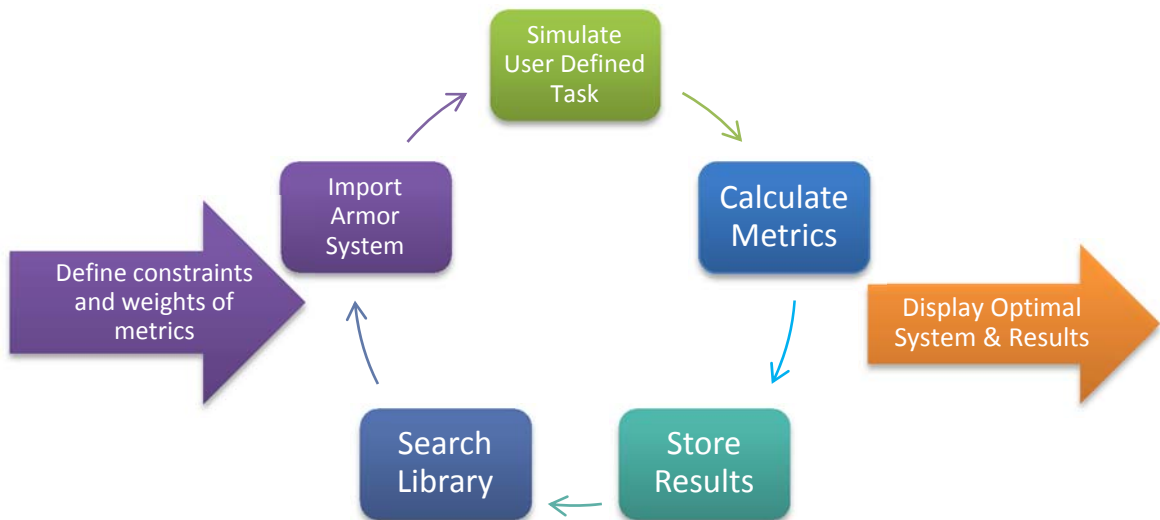 Simulate
User Defined
Task
Import
Armor
System
Calculate
Metrics
Define constraints
and weights of
metrics
Display Optimal
System & Results
Search
Library
Store
Results